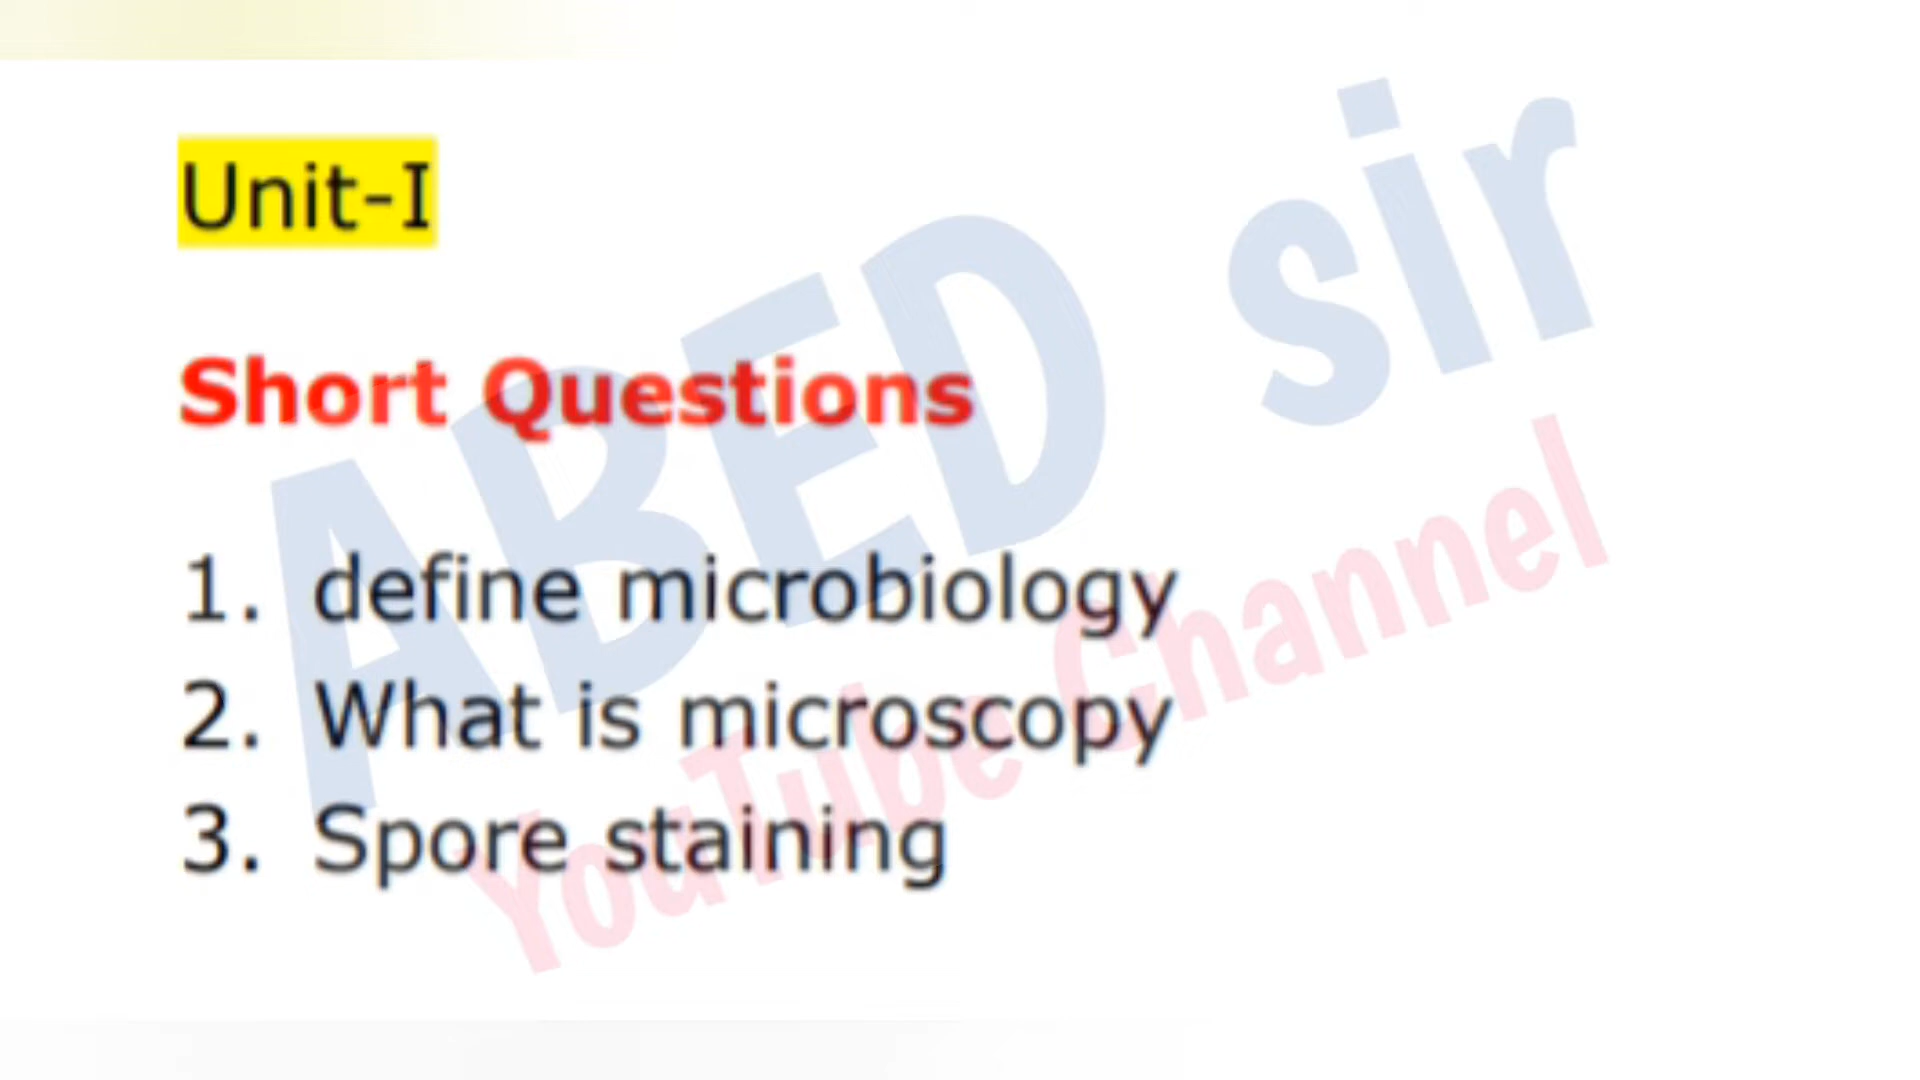 Unit-I
Short Questions
1. define microbiology
2. What is microscopy
3. Spore staining
ABED sir
YouTube Channel